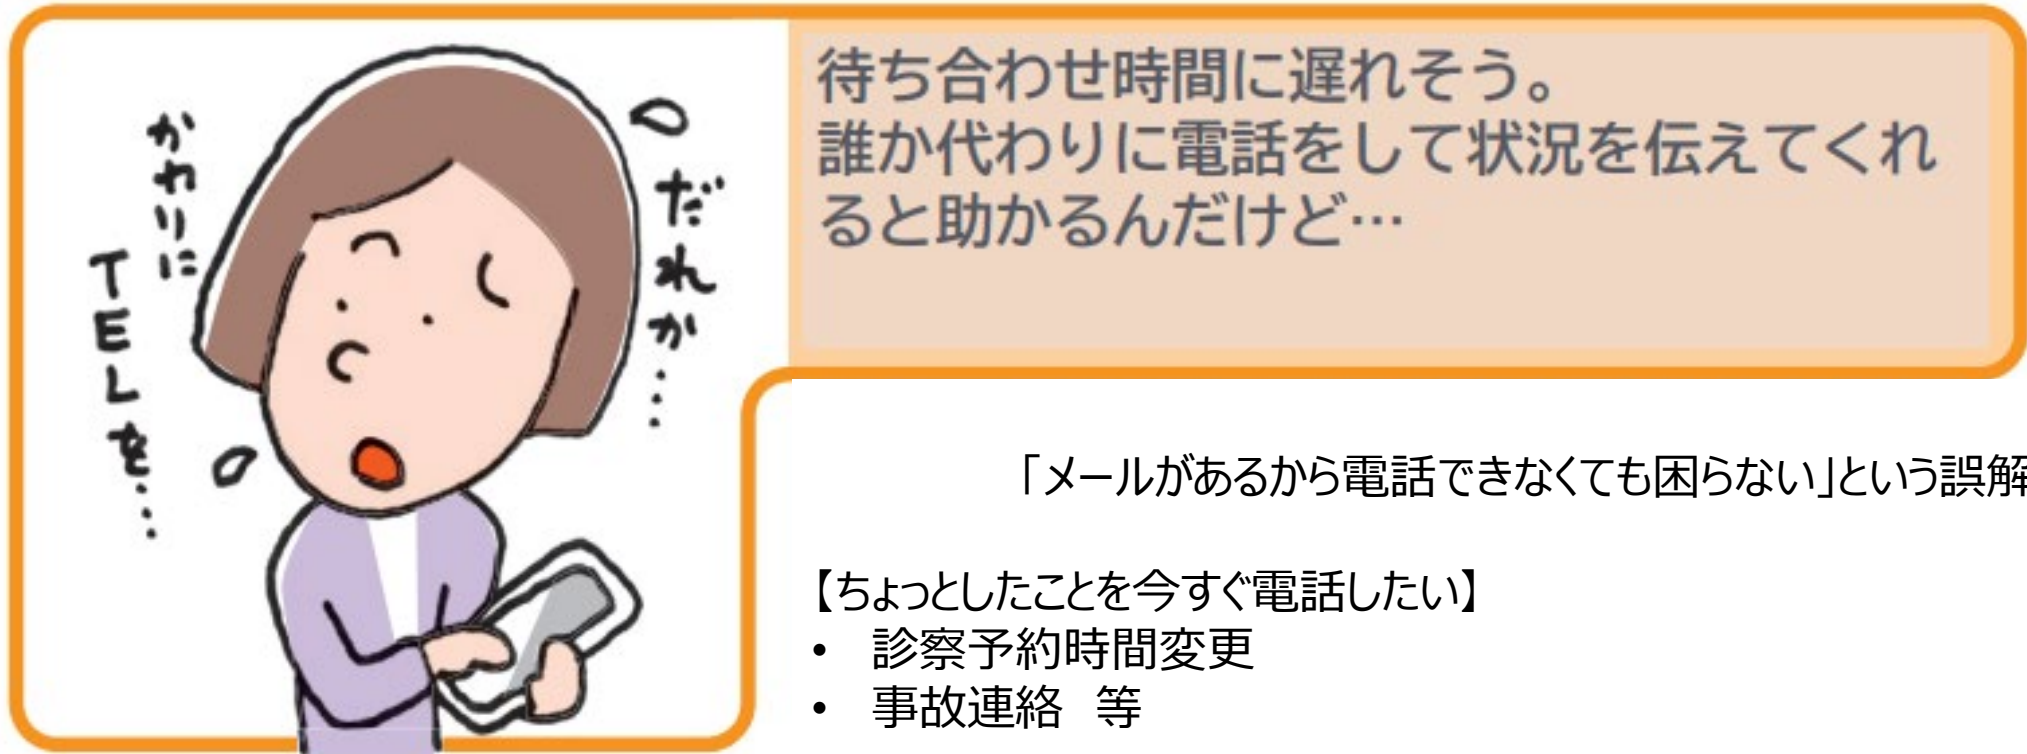 だれか・・・
かわりに
TELを・・・
待ち合わせ時間に遅れそう。
誰か代わりに電話をして状況を伝えてくれ
ると助かるんだけど…
「メールがあるから電話できなくても困らない」という誤解
【ちょっとしたことを今すぐ電話したい】
• 診察予約時間変更
• 事故連絡　等